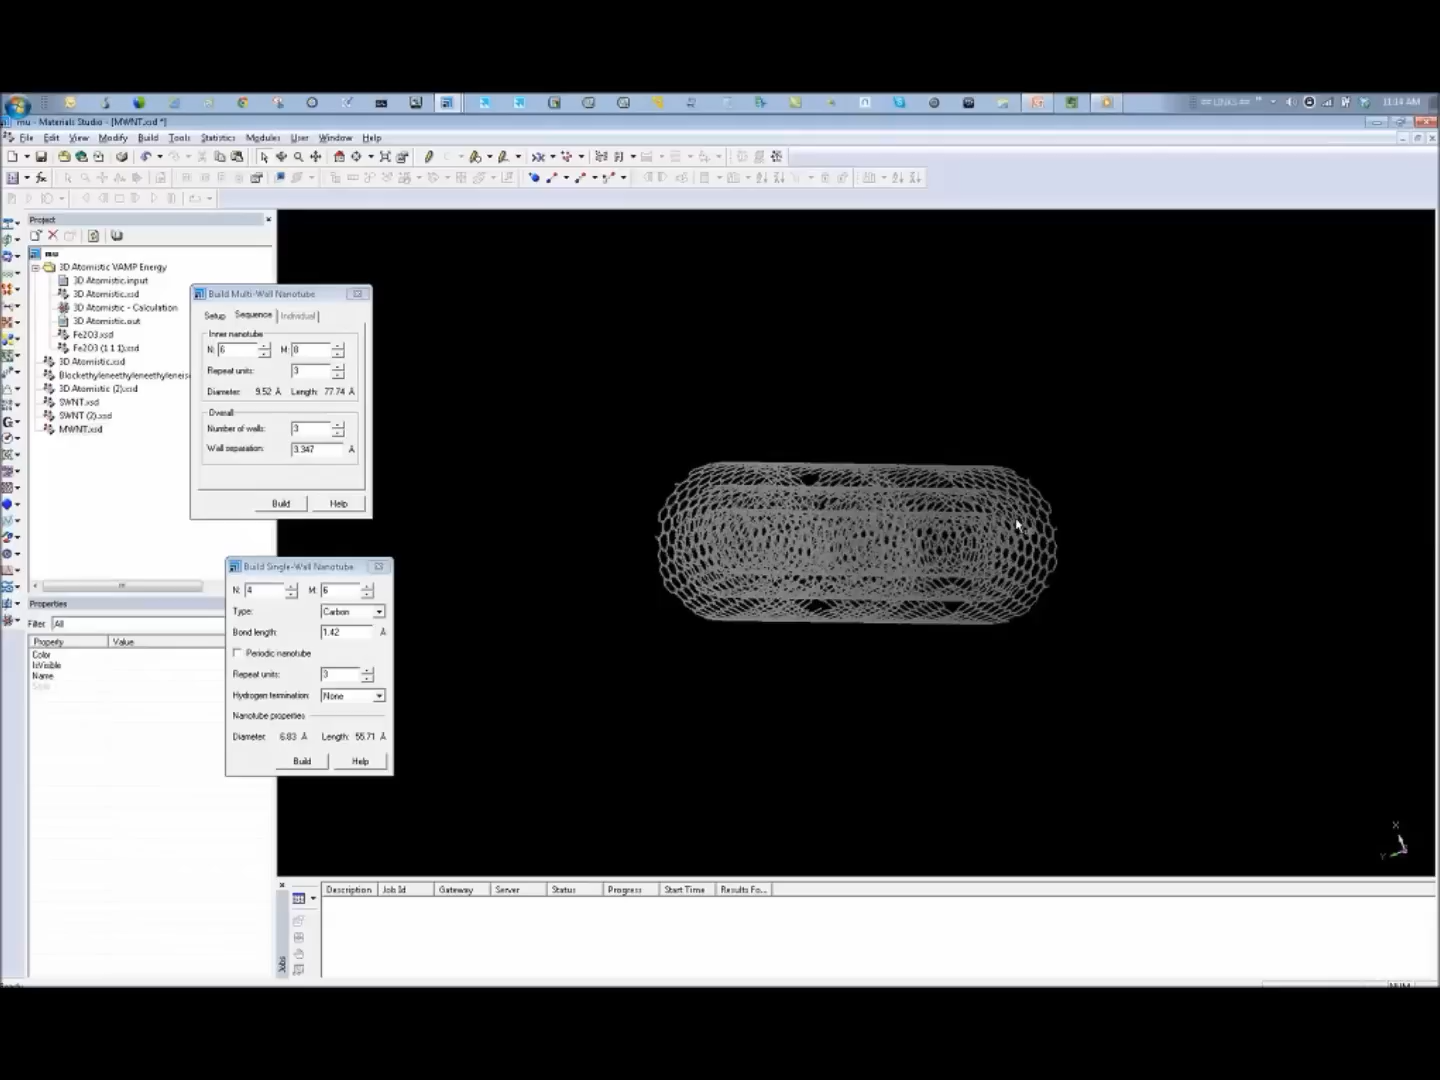 11:14 AM
mu - Materials Studio - [MWNT.xsd *]
File Edit View Modify Build Tools Statistics Modules User Window Help
Project
mu
3D Atomistic VAMP Energy
3D Atomistic.input
3D Atomistic.xsd
3D Atomistic - Calculation
3D Atomistic.out
Fe2O3.xsd
Fe2O3 (1 1 1).xsd
3D Atomistic.xsd
Blockethyleneethyleneethyleneis
3D Atomistic (2).xsd
SWNT.xsd
SWNT (2).xsd
MWNT.xsd
Properties
Filter: All
Property Value
Color
IsVisible
Name
Style
Build Multi-Wall Nanotube
Setup Sequence Individual
Inner nanotube
N: 6 M: 8
Repeat units: 3
Diameter: 9.52 Å Length: 77.74 Å
Overall
Number of walls: 3
Wall separation: 3.347 Å
Build Help
Build Single-Wall Nanotube
N: 4 M: 6
Type: Carbon
Bond length: 1.42 Å
Periodic nanotube
Repeat units: 3
Hydrogen termination: None
Nanotube properties
Diameter: 6.83 Å Length: 55.71 Å
Build Help
X
Y
Description Job Id Gateway Server Status Progress Start Time Results Fo...
Jobs